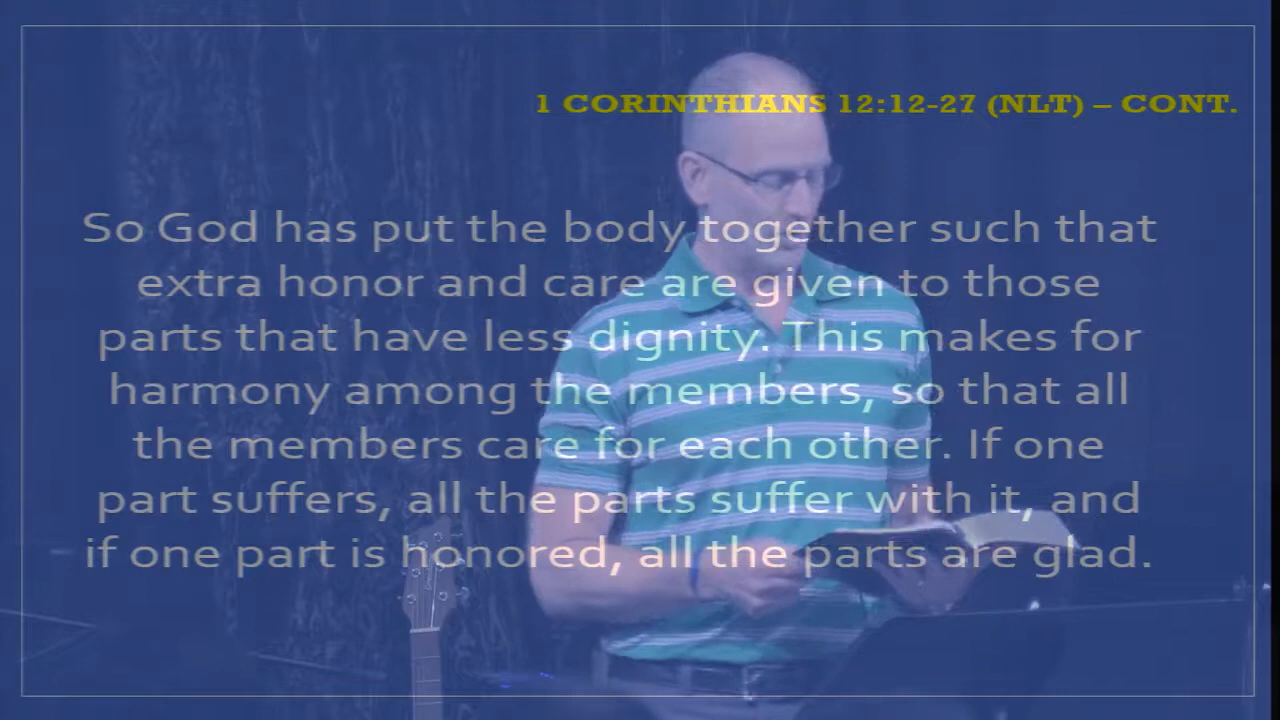 1 CORINTHIANS 12:12-27 (NLT) – CONT.
So God has put the body together such that
extra honor and care are given to those
parts that have less dignity. This makes for
harmony among the members, so that all
the members care for each other. If one
part suffers, all the parts suffer with it, and
if one part is honored, all the parts are glad.